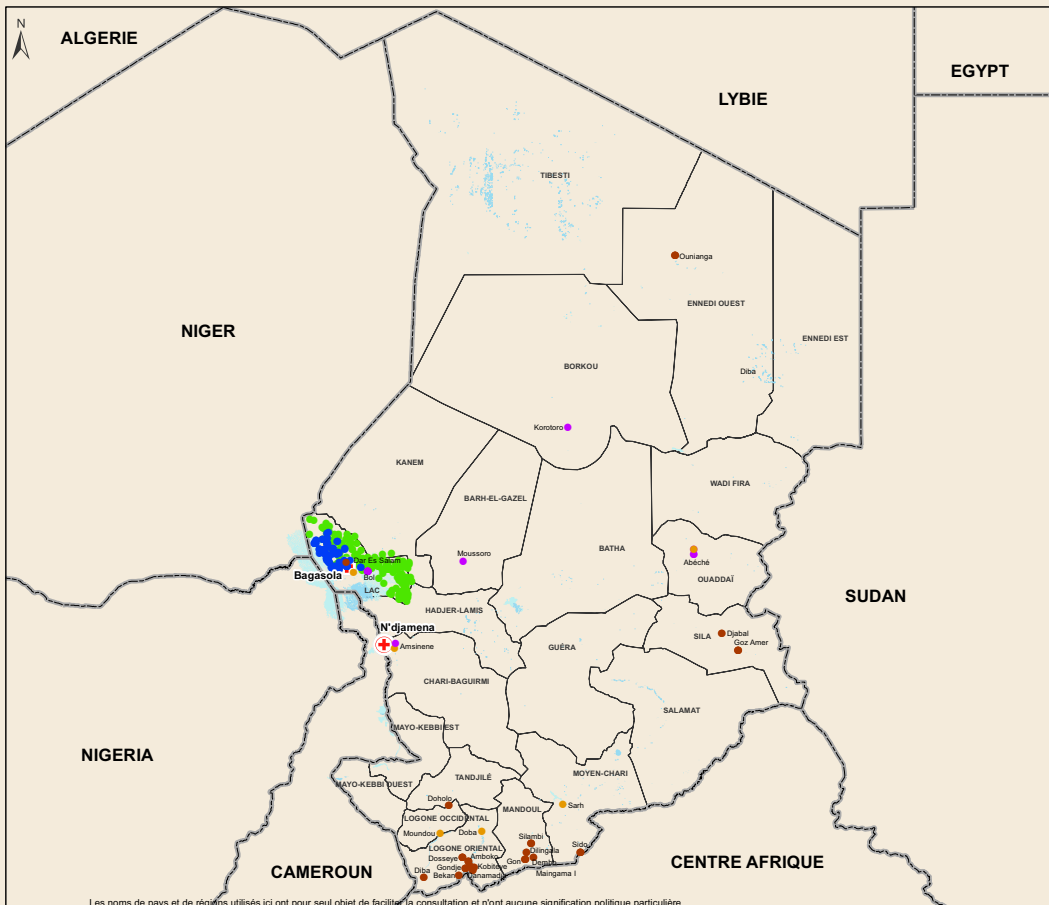 N
ALGERIE
EGYPT
LYBIE
TIBESTI
Ounianga
ENNEDI OUEST
NIGER
ENNEDI EST
BORKOU
Diba
Korotoro
KANEM
WADI FIRA
BARH-EL-GAZEL
BATHA
Moussoro
Dar Es Salam
Abéché
Bagasola
Bol
OUADDAÏ
LAC
SUDAN
HADJER-LAMIS
N'djamena
Djabal
SILA
Goz Amer
Amsinene
GUÉRA
CHARI-BAGUIRMI
SALAMAT
MAYO-KEBBI EST
NIGERIA
MOYEN-CHARI
TANDJILÉ
MAYO-KEBBI OUEST
Doholo
MANDOUL
Sarh
LOGONE OCCIDENTAL
Moundou
Doba
Silambi
LOGONE ORIENTAL
Dilingala
Sido
Dosseye
Amboko
Gon
Demba
CENTRE AFRIQUE
Gondje
Kobiteye
Maingama I
CAMEROUN
Diba
Bekan
Danamadji
Les noms de pays et de régions utilisés ici ont pour seul objet de faciliter la consultation et n'ont aucune signification politique particulière